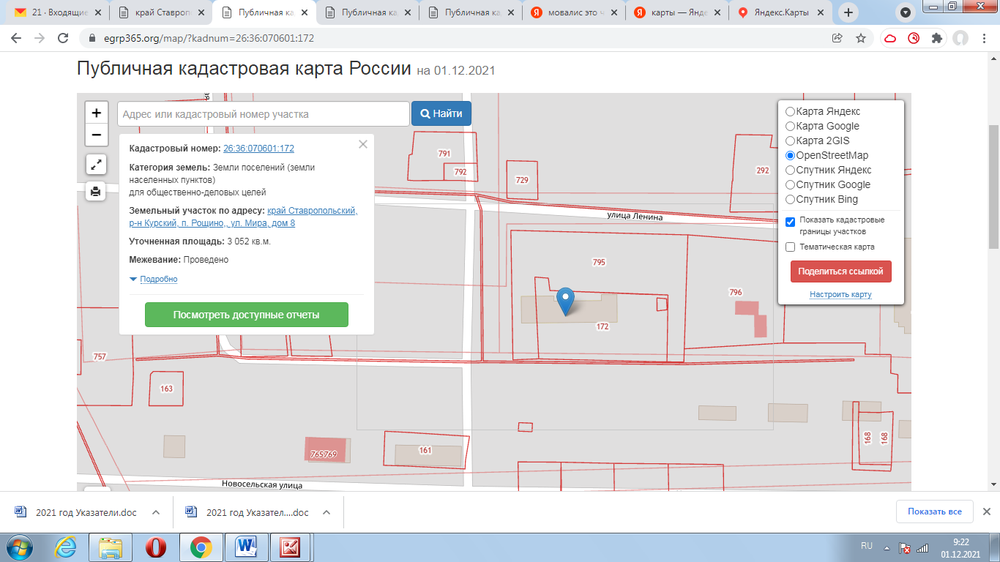 21 · Входящие
край Ставроп
Публичная ка
Публичная ка
Публичная ка
мовалис это ч
карты — Янде
Яндекс.Карты
egrp365.org/map/?kadnum=26:36:070601:172
Публичная кадастровая карта России на 01.12.2021
+
−
Адрес или кадастровый номер участка
Найти
Кадастровый номер: 26:36:070601:172
Категория земель: Земли поселений (земли
населенных пунктов)
для общественно-деловых целей
Земельный участок по адресу: край Ставропольский,
р-н Курский, п. Рощино,, ул. Мира, дом 8
Уточненная площадь: 3 052 кв.м.
Межевание: Проведено
Подробно
Посмотреть доступные отчеты
Карта Яндекс
Карта Google
Карта 2GIS
OpenStreetMap
Спутник Яндекс
Спутник Google
Спутник Bing
Показать кадастровые
границы участков
Тематическая карта
Поделиться ссылкой
Настроить карту
791
792
729
292
улица Ленина
795
796
172
757
163
765769
161
168
168
Новосельская улица
2021 год Указатели.doc
2021 год Указател....doc
Показать все
RU
9:22
01.12.2021